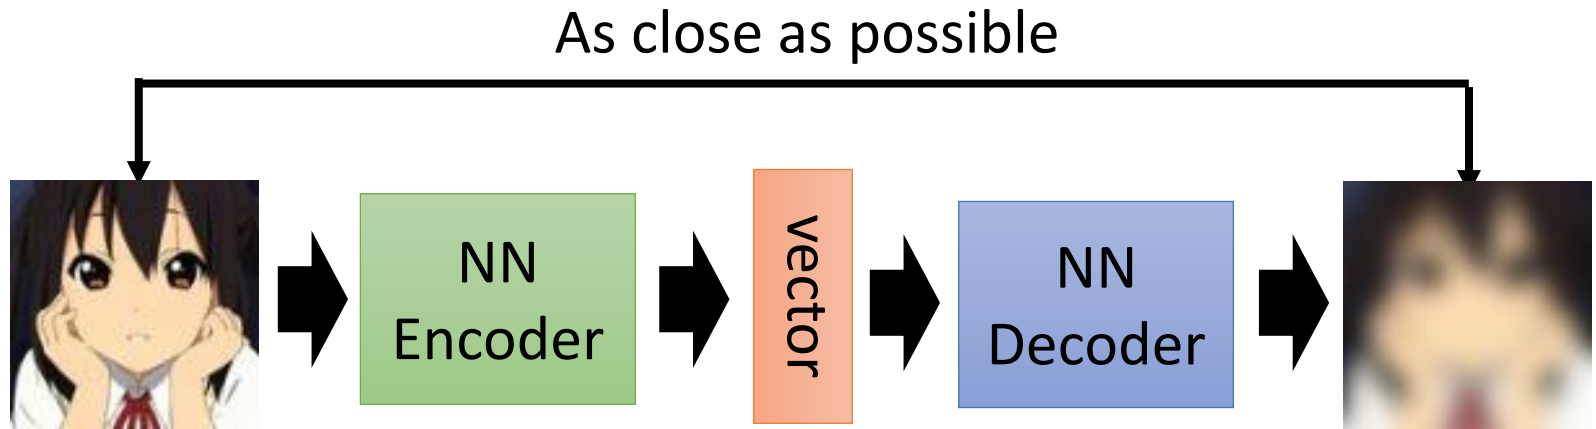 As close as possible
NN
Encoder
vector
NN
Decoder